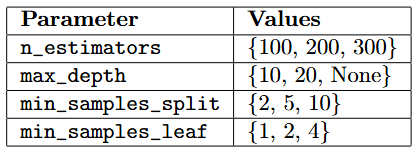 Parameter Values
n_estimators {100, 200, 300}
max_depth {10, 20, None}
min_samples_split {2, 5, 10}
min_samples_leaf {1, 2, 4}